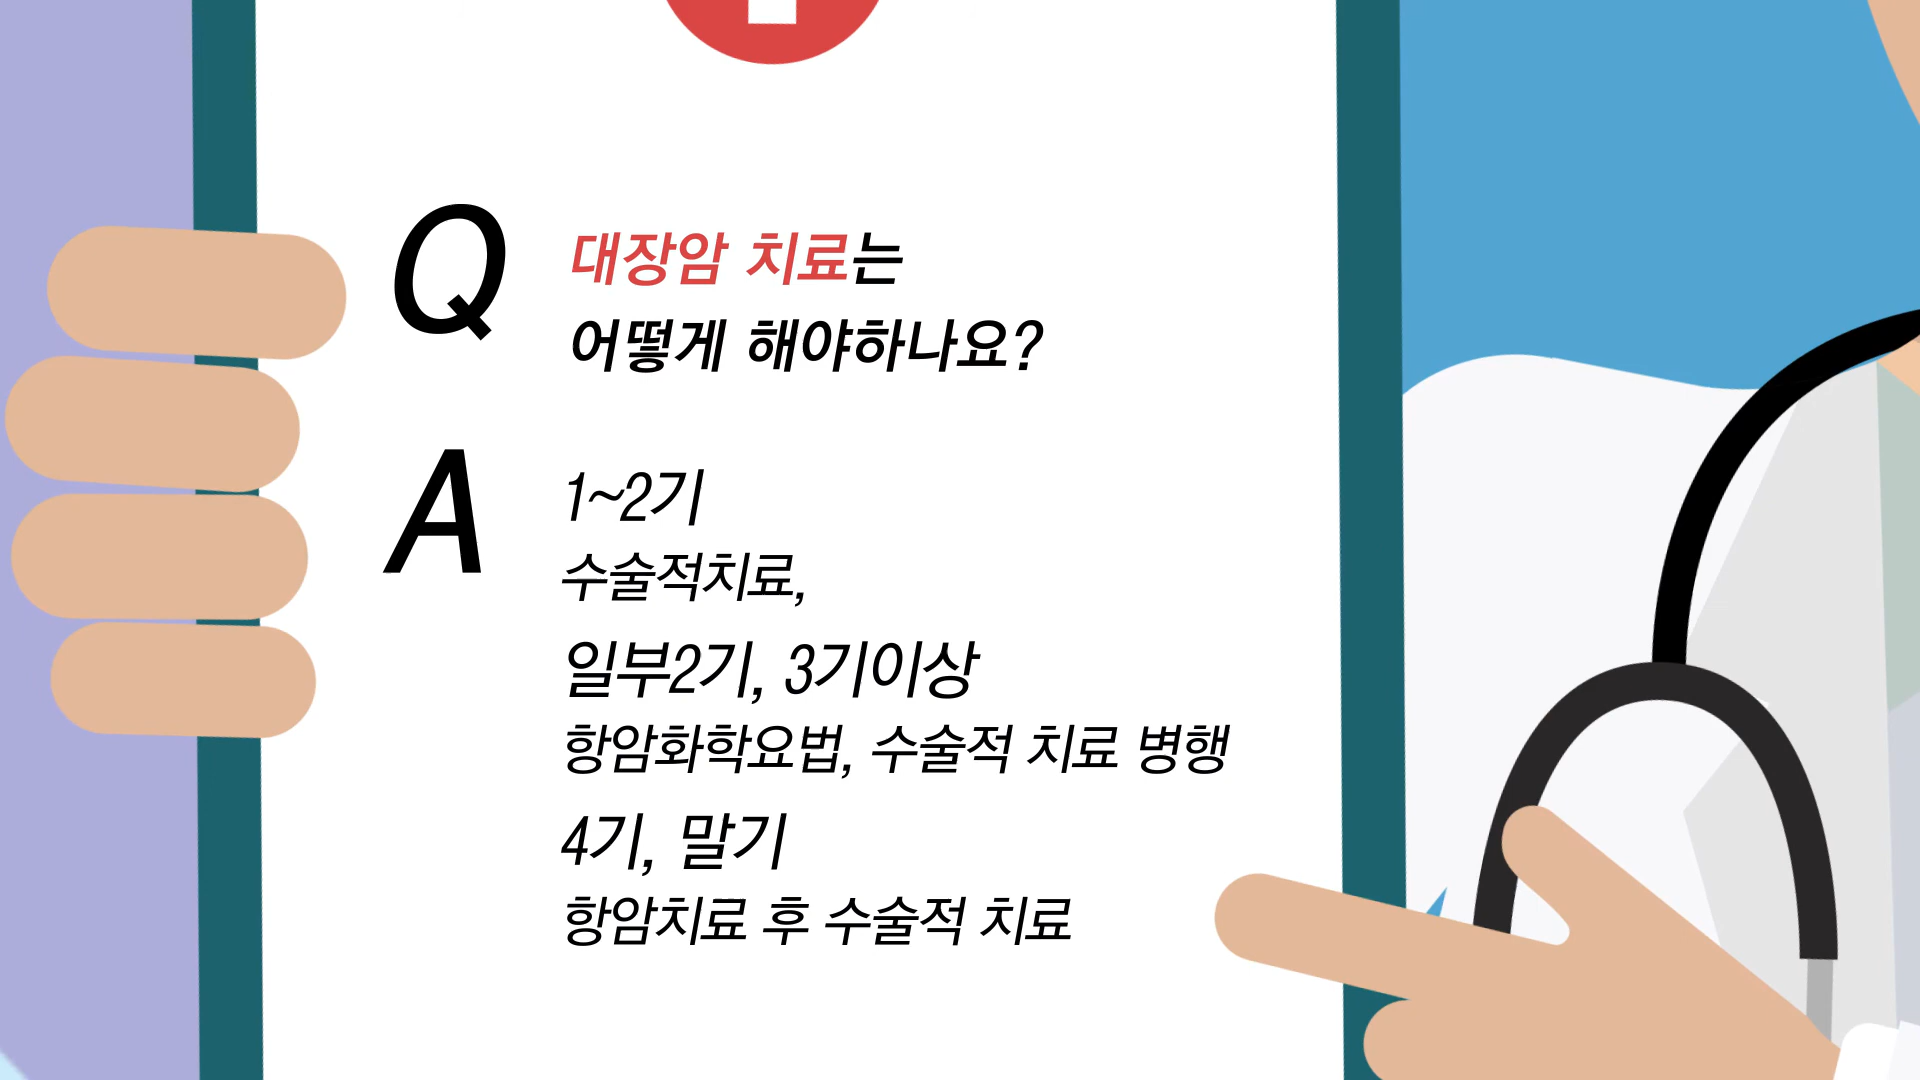 Q
대장암 치료는
어떻게 해야하나요?
A
1~2기
수술적치료,
일부2기, 3기이상
항암화학요법, 수술적 치료 병행
4기, 말기
항암치료 후 수술적 치료